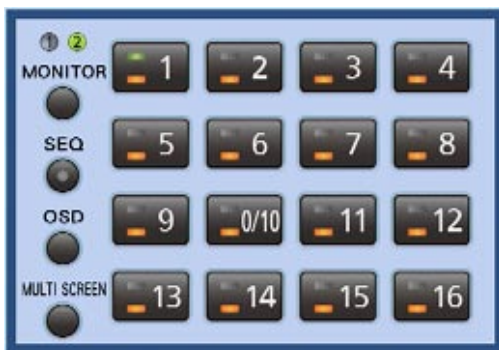 1 2
MONITOR
1 2 3 4
SEQ
5 6 7 8
OSD
9 0/10 11 12
MULTI SCREEN
13 14 15 16